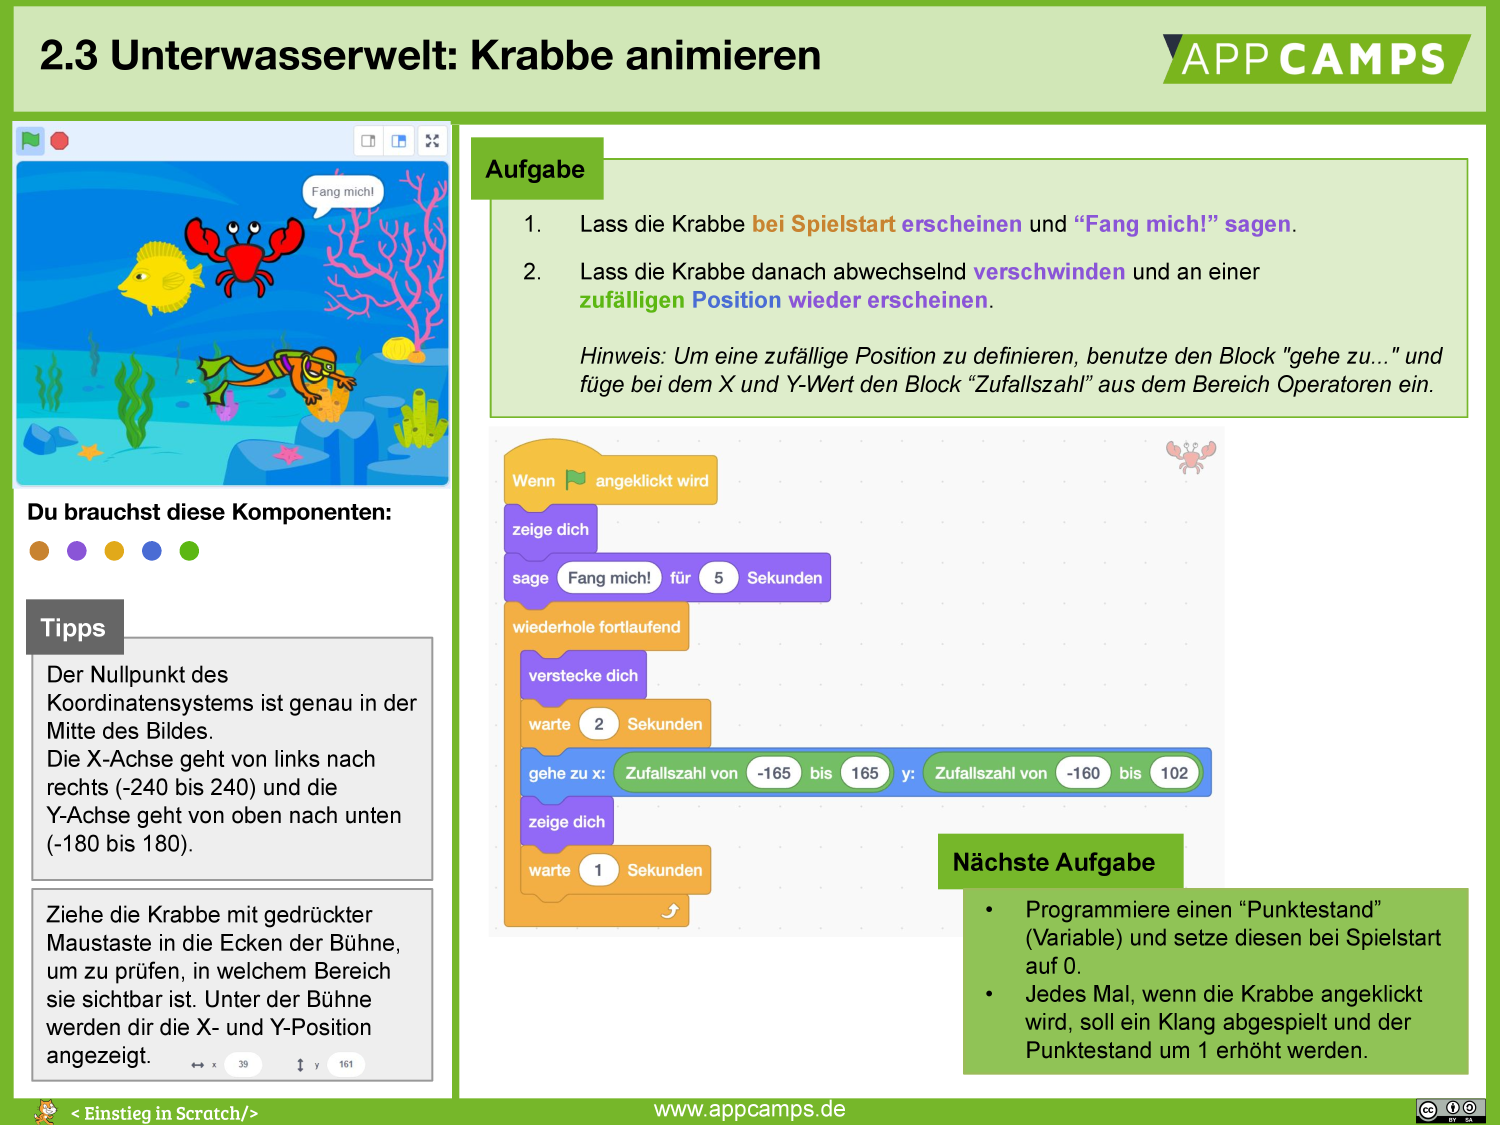 2.3 Unterwasserwelt: Krabbe animieren
APP CAMPS
Fang mich!
Du brauchst diese Komponenten:
Tipps
Der Nullpunkt des
Koordinatensystems ist genau in der
Mitte des Bildes.
Die X-Achse geht von links nach
rechts (-240 bis 240) und die
Y-Achse geht von oben nach unten
(-180 bis 180).
Ziehe die Krabbe mit gedrückter
Maustaste in die Ecken der Bühne,
um zu prüfen, in welchem Bereich
sie sichtbar ist. Unter der Bühne
werden dir die X- und Y-Position
angezeigt.
x 39 y 161
Aufgabe
1. Lass die Krabbe bei Spielstart erscheinen und “Fang mich!” sagen.
2. Lass die Krabbe danach abwechselnd verschwinden und an einer
zufälligen Position wieder erscheinen.
Hinweis: Um eine zufällige Position zu definieren, benutze den Block "gehe zu..." und
füge bei dem X und Y-Wert den Block “Zufallszahl” aus dem Bereich Operatoren ein.
Wenn angeklickt wird
zeige dich
sage Fang mich! für 5 Sekunden
wiederhole fortlaufend
verstecke dich
warte 2 Sekunden
gehe zu x: Zufallszahl von -165 bis 165 y: Zufallszahl von -160 bis 102
zeige dich
warte 1 Sekunden
Nächste Aufgabe
• Programmiere einen “Punktestand”
(Variable) und setze diesen bei Spielstart
auf 0.
• Jedes Mal, wenn die Krabbe angeklickt
wird, soll ein Klang abgespielt und der
Punktestand um 1 erhöht werden.
< Einstieg in Scratch/>
www.appcamps.de
cc BY SA